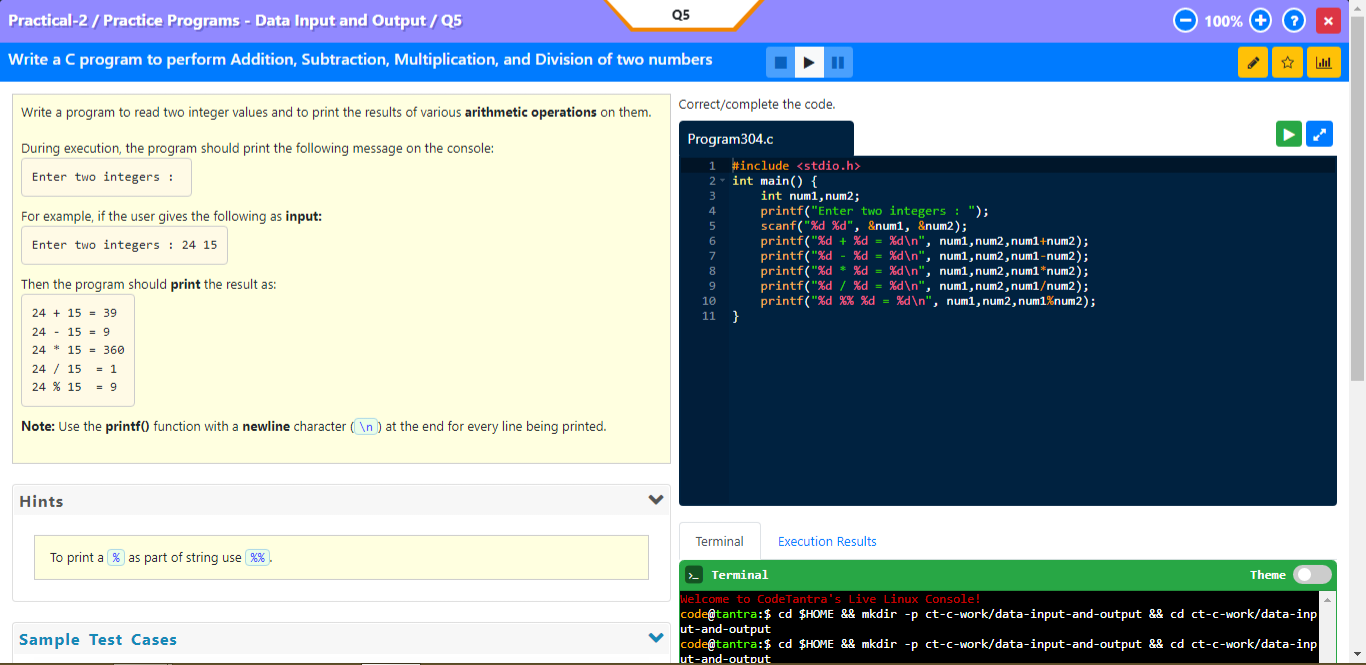 Practical-2 / Practice Programs - Data Input and Output / Q5
Q5
100%
Write a C program to perform Addition, Subtraction, Multiplication, and Division of two numbers
Write a program to read two integer values and to print the results of various arithmetic operations on them.
During execution, the program should print the following message on the console:
Enter two integers :
For example, if the user gives the following as input:
Enter two integers : 24 15
Then the program should print the result as:
24 + 15 = 39
24 - 15 = 9
24 * 15 = 360
24 / 15  = 1
24 % 15  = 9
Note: Use the printf() function with a newline character (\n) at the end for every line being printed.
Hints
To print a % as part of string use %%.
Sample Test Cases
Correct/complete the code.
Program304.c
1 #include <stdio.h>
2 int main() {
3     int num1,num2;
4     printf("Enter two integers : ");
5     scanf("%d %d", &num1, &num2);
6     printf("%d + %d = %d\n", num1,num2,num1+num2);
7     printf("%d - %d = %d\n", num1,num2,num1-num2);
8     printf("%d * %d = %d\n", num1,num2,num1*num2);
9     printf("%d / %d = %d\n", num1,num2,num1/num2);
10     printf("%d %% %d = %d\n", num1,num2,num1%num2);
11 }
Terminal
Execution Results
>_ Terminal
Theme
Welcome to CodeTantra's Live Linux Console!
code@tantra:$ cd $HOME && mkdir -p ct-c-work/data-input-and-output && cd ct-c-work/data-inp
ut-and-output
code@tantra:$ cd $HOME && mkdir -p ct-c-work/data-input-and-output && cd ct-c-work/data-inp
ut-and-output